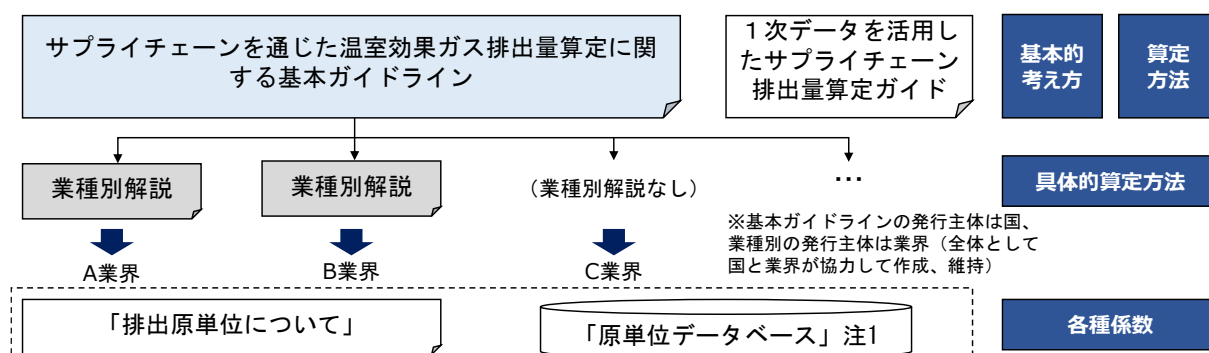 サプライチェーンを通じた温室効果ガス排出量算定に関
する基本ガイドライン
１次データを活用し
たサプライチェーン
排出量算定ガイド
基本的
考え方
算定
方法
業種別解説
業種別解説
（業種別解説なし）
…
具体的算定方法
※基本ガイドラインの発行主体は国、
業種別の発行主体は業界（全体として
国と業界が協力して作成、維持）
A業界
B業界
C業界
「排出原単位について」
「原単位データベース」注1
各種係数